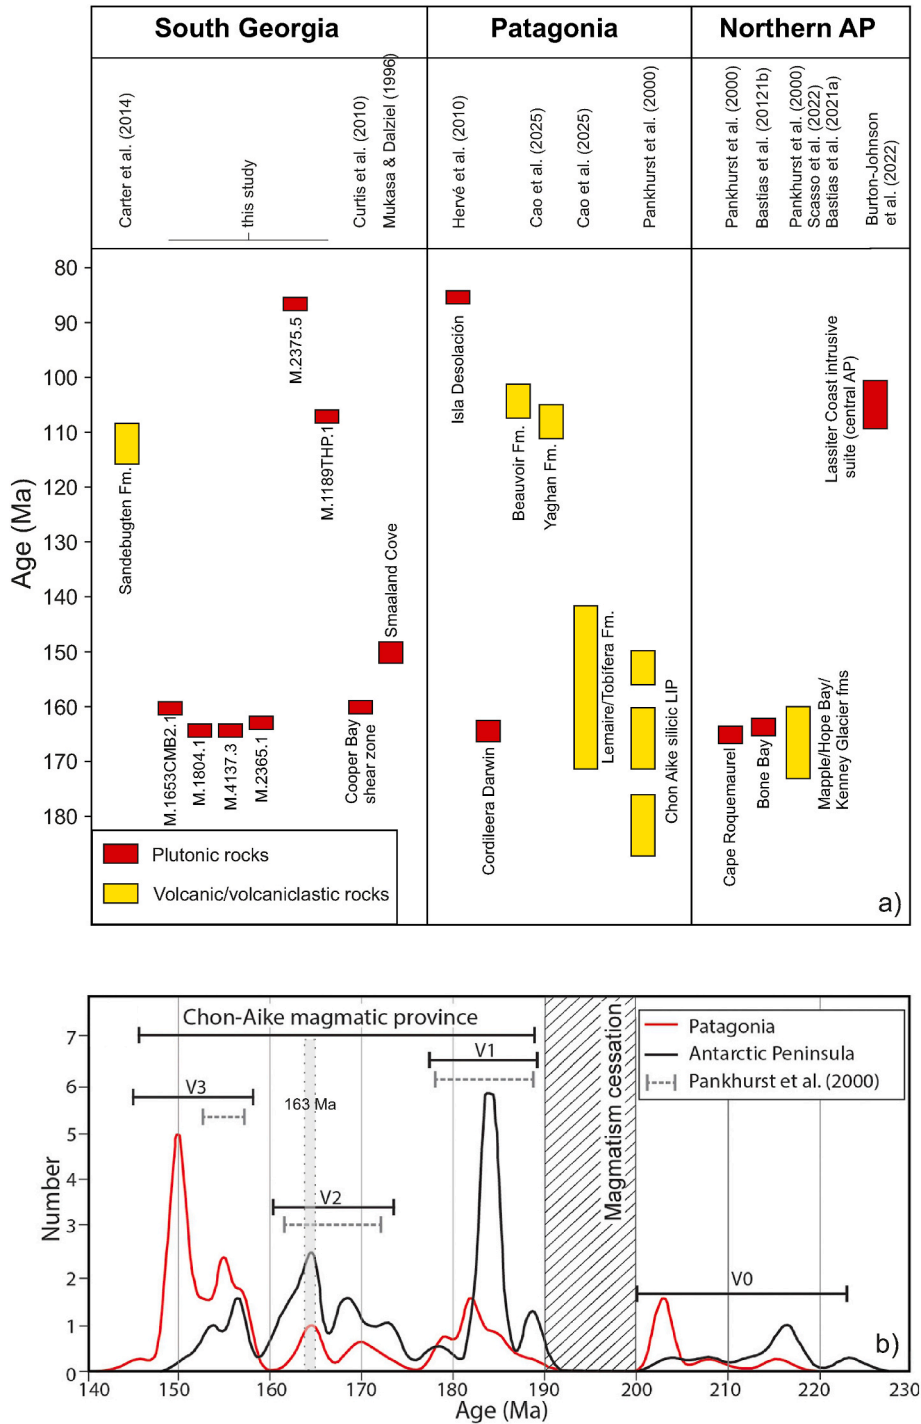 South Georgia
Patagonia
Northern AP
Carter et al. (2014)
this study
Curtis et al. (2010)
Mukasa & Dalziel (1996)
Hervé et al. (2010)
Cao et al. (2025)
Cao et al. (2025)
Pankhurst et al. (2000)
Pankhurst et al. (2000)
Bastias et al. (20121b)
Pankhurst et al. (2000)
Scasso et al. (2022)
Bastias et al. (2021a)
Burton-Johnson
et al. (2022)
Age (Ma)
80
90
100
110
120
130
140
150
160
170
180
Sandebugten Fm.
M.1653CMB2.1
M.1804.1
M.4137.3
M.2365.1
M.2375.5
M.1189THP.1
Cooper Bay
shear zone
Smaaland Cove
Isla Desolación
Cordileera Darwin
Beauvoir Fm.
Yaghan Fm.
Lemaire/Tobifera Fm.
Chon Aike silicic LIP
Cape Roquemaurel
Bone Bay
Mapple/Hope Bay/
Kenney Glacier fms
Lassiter Coast intrusive
suite (central AP)
Plutonic rocks
Volcanic/volcaniclastic rocks
a)
Chon-Aike magmatic province
V3
163 Ma
V2
V1
Magmatism cessation
V0
Patagonia
Antarctic Peninsula
Pankhurst et al. (2000)
b)
Number
7
6
5
4
3
2
1
0
140
150
160
170
180
190
200
210
220
230
Age (Ma)